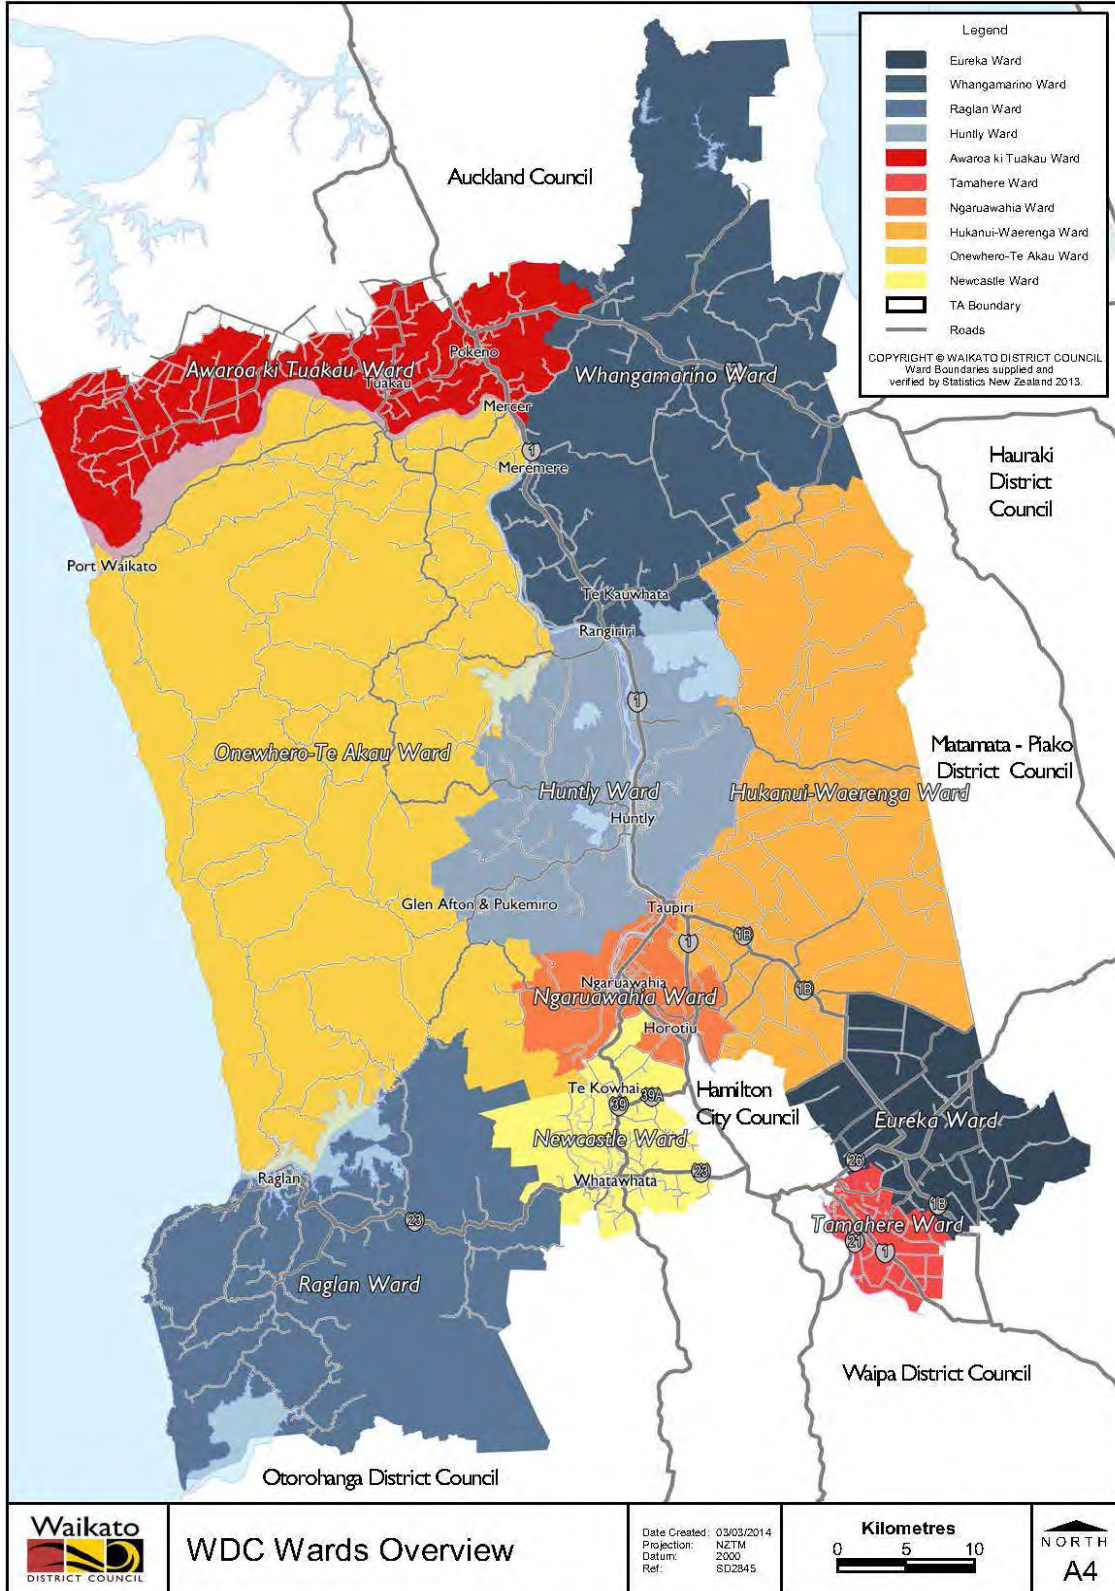 Legend
Eureka Ward
Whangamarino Ward
Raglan Ward
Huntly Ward
Awaroa ki Tuakau Ward
Tamahere Ward
Ngaruawahia Ward
Hukanui-Waerenga Ward
Onewhero-Te Akau Ward
Newcastle Ward
TA Boundary
Roads
COPYRIGHT © WAIKATO DISTRICT COUNCIL
Ward Boundaries supplied and
verified by Statistics New Zealand 2013.
Auckland Council
Pokeno
Awaroa ki Tuakau Ward
Tuakau
Whangamarino Ward
Mercer
1
Meremere
Hauraki
District
Council
Port Waikato
Te Kauwhata
Rangiriri
1
Onewhero-Te Akau Ward
Matamata - Piako
District Council
Huntly Ward
Hukanui-Waerenga Ward
Huntly
Glen Afton & Pukemiro
Taupiri
1
1B
Ngaruawahia
Ngaruawahia Ward
1B
Horotiu
Te Kowhai
39
39A
Hamilton
City Council
Eureka Ward
Newcastle Ward
26
Raglan
Whatawhata
23
23
1B
Tamahere Ward
21
1
Raglan Ward
Waipa District Council
Otorohanga District Council
Waikato
DISTRICT COUNCIL
WDC Wards Overview
Date Created: 03/03/2014
Projection: NZTM
Datum: 2000
Ref: SD2845
Kilometres
0 5 10
NORTH
A4